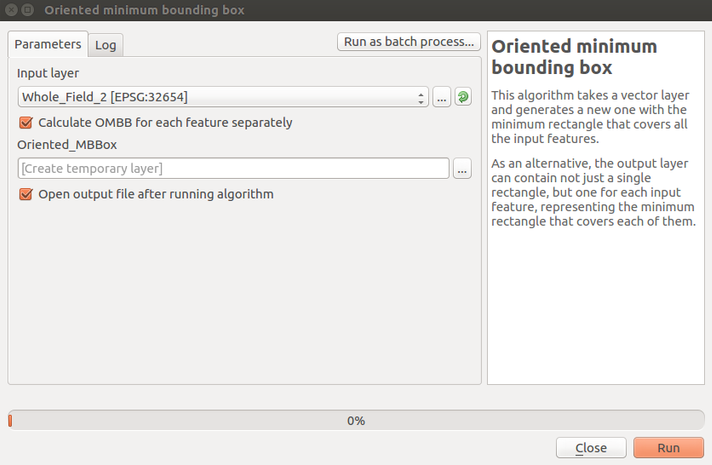 Oriented minimum bounding box
Parameters
Log
Run as batch process...
Input layer
Whole_Field_2 [EPSG:32654]
...
Calculate OMBB for each feature separately
Oriented_MBBox
[Create temporary layer]
...
Open output file after running algorithm
Oriented minimum
bounding box
This algorithm takes a vector layer
and generates a new one with the
minimum rectangle that covers all
the input features.
As an alternative, the output layer
can contain not just a single
rectangle, but one for each input
feature, representing the minimum
rectangle that covers each of them.
0%
Close
Run